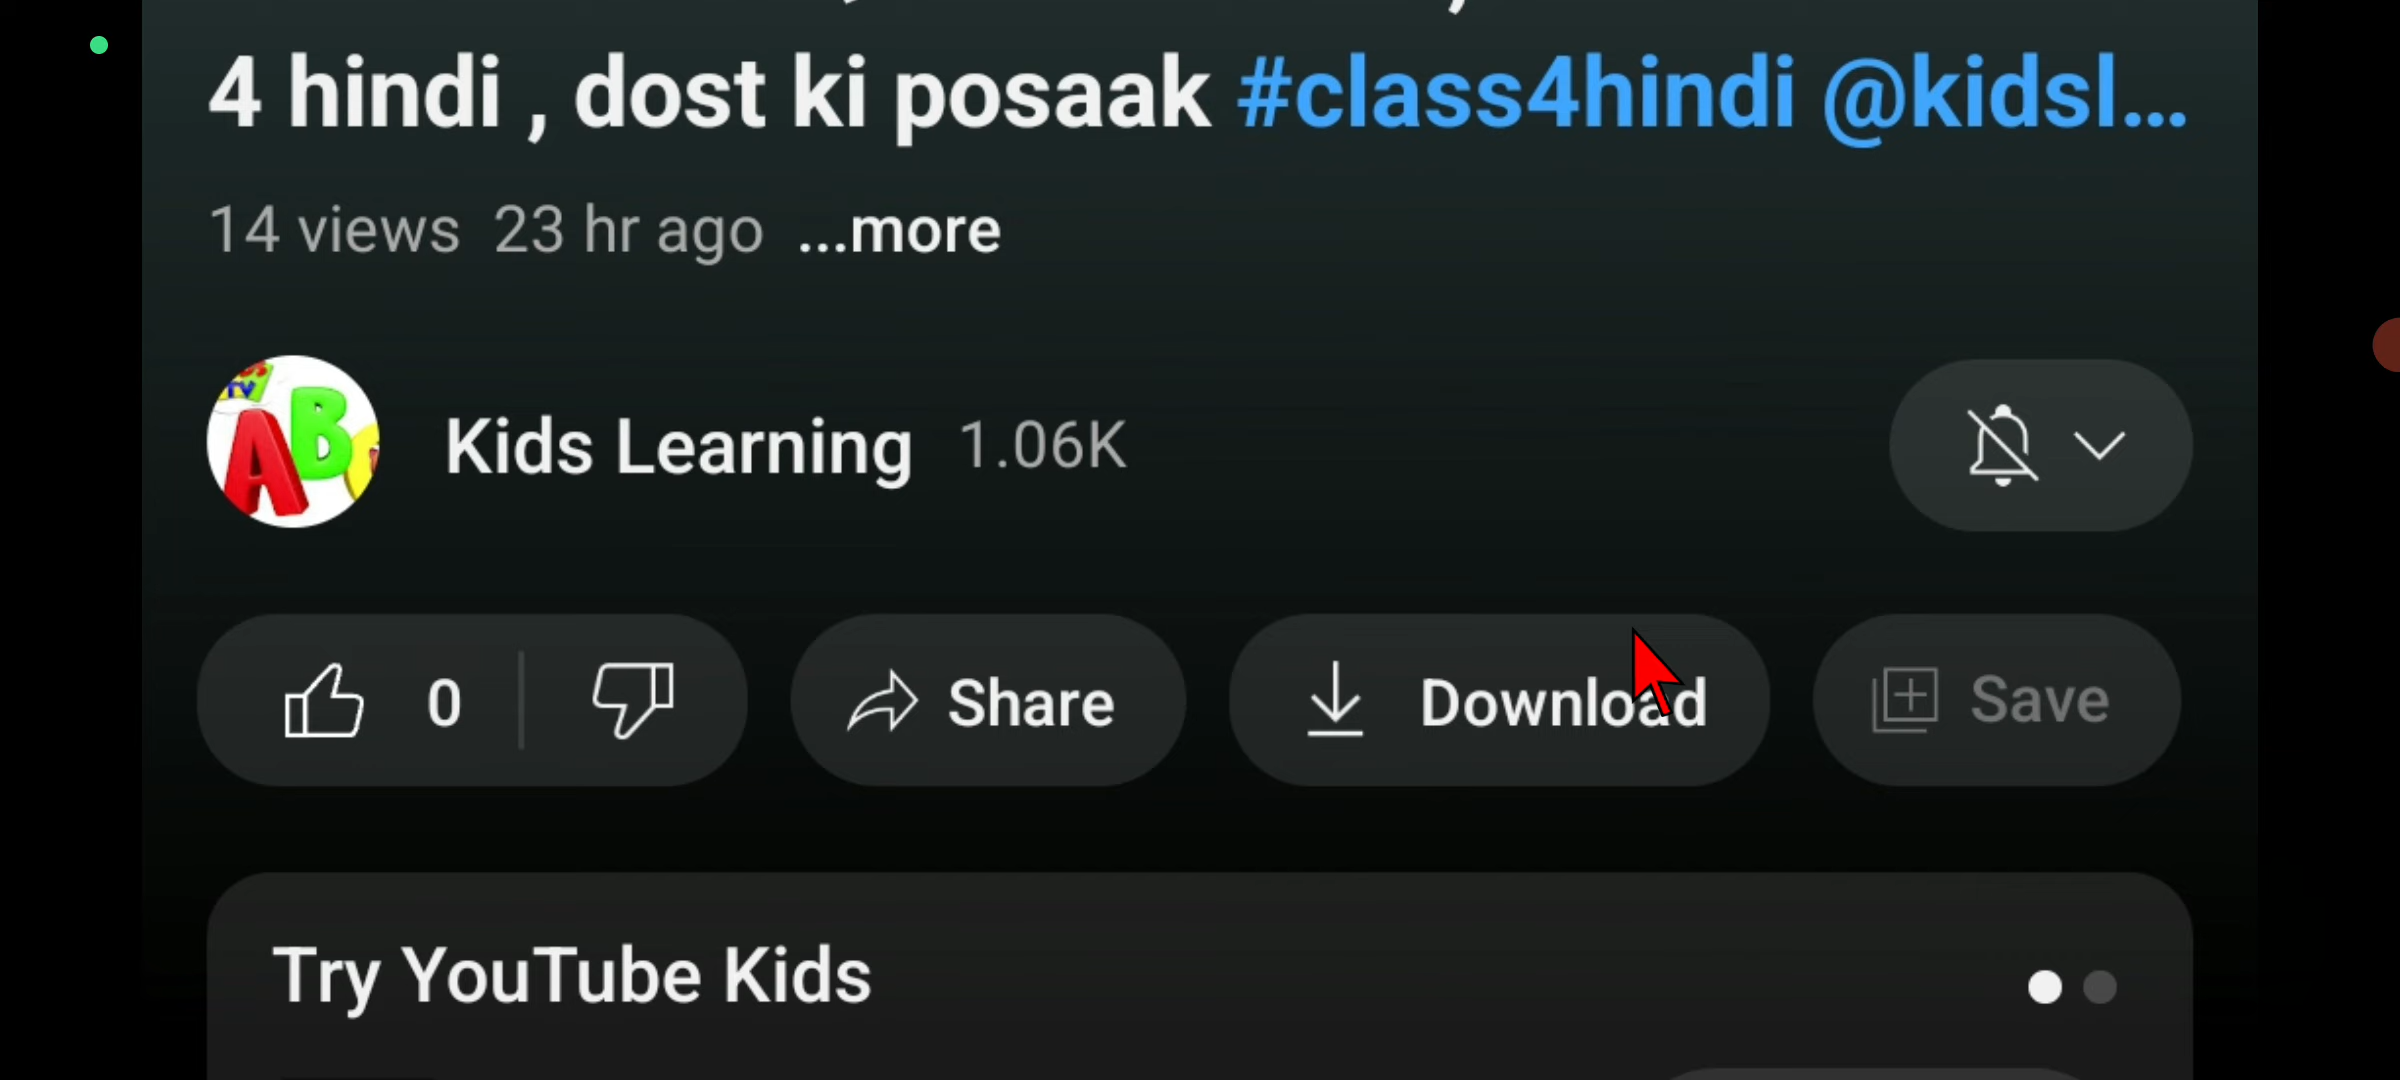 4 hindi , dost ki posaak #class4hindi @kidsl...
14 views 23 hr ago ...more
Kids Learning 1.06K
0 Share Download Save
Try YouTube Kids